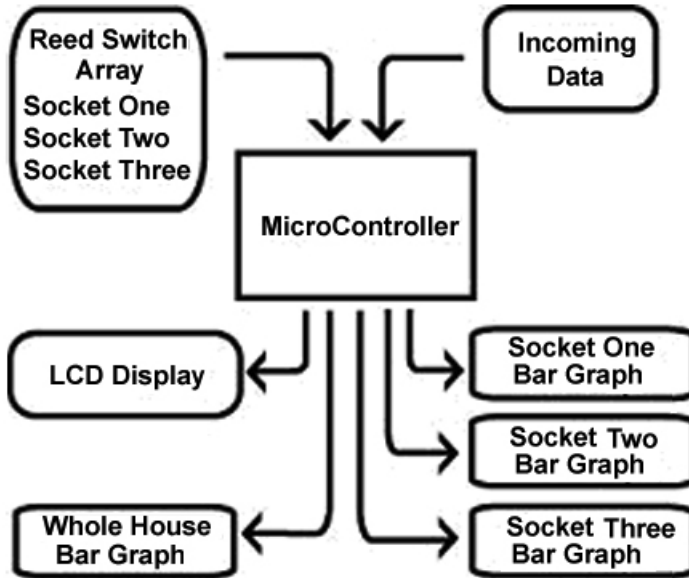 Reed Switch
Array
Socket One
Socket Two
Socket Three
Incoming
Data
MicroController
LCD Display
Whole House
Bar Graph
Socket One
Bar Graph
Socket Two
Bar Graph
Socket Three
Bar Graph